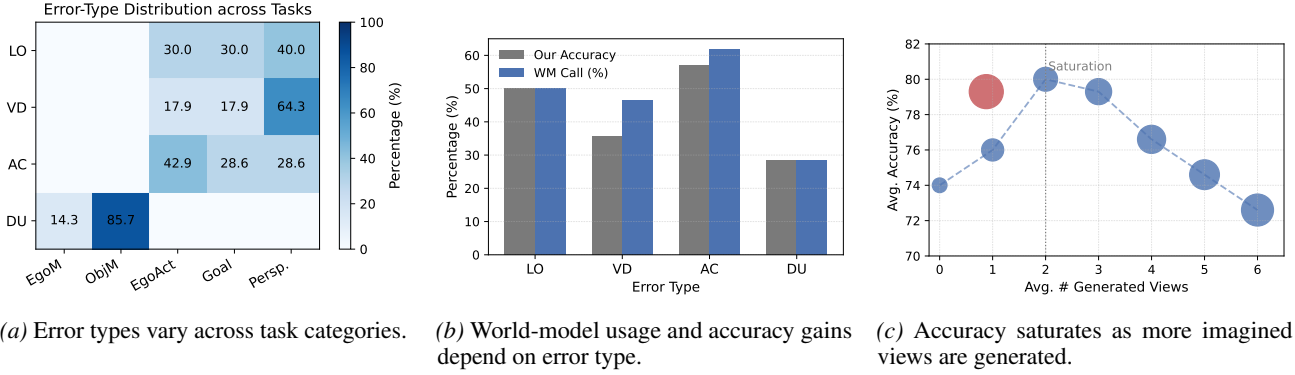 Error-Type Distribution across Tasks
LO
VD
AC
DU
30.0 30.0 40.0
17.9 17.9 64.3
42.9 28.6 28.6
14.3 85.7
EgoM
ObjM
EgoAct
Goal
Persp.
100
80
60
40
20
0
Percentage (%)
(a) Error types vary across task categories.
Our Accuracy
WM Call (%)
Percentage (%)
60
50
40
30
20
10
0
LO VD AC DU
Error Type
(b) World-model usage and accuracy gains
depend on error type.
Saturation
Avg. Accuracy (%)
82
80
78
76
74
72
70
0 1 2 3 4 5 6
Avg. # Generated Views
(c) Accuracy saturates as more imagined
views are generated.